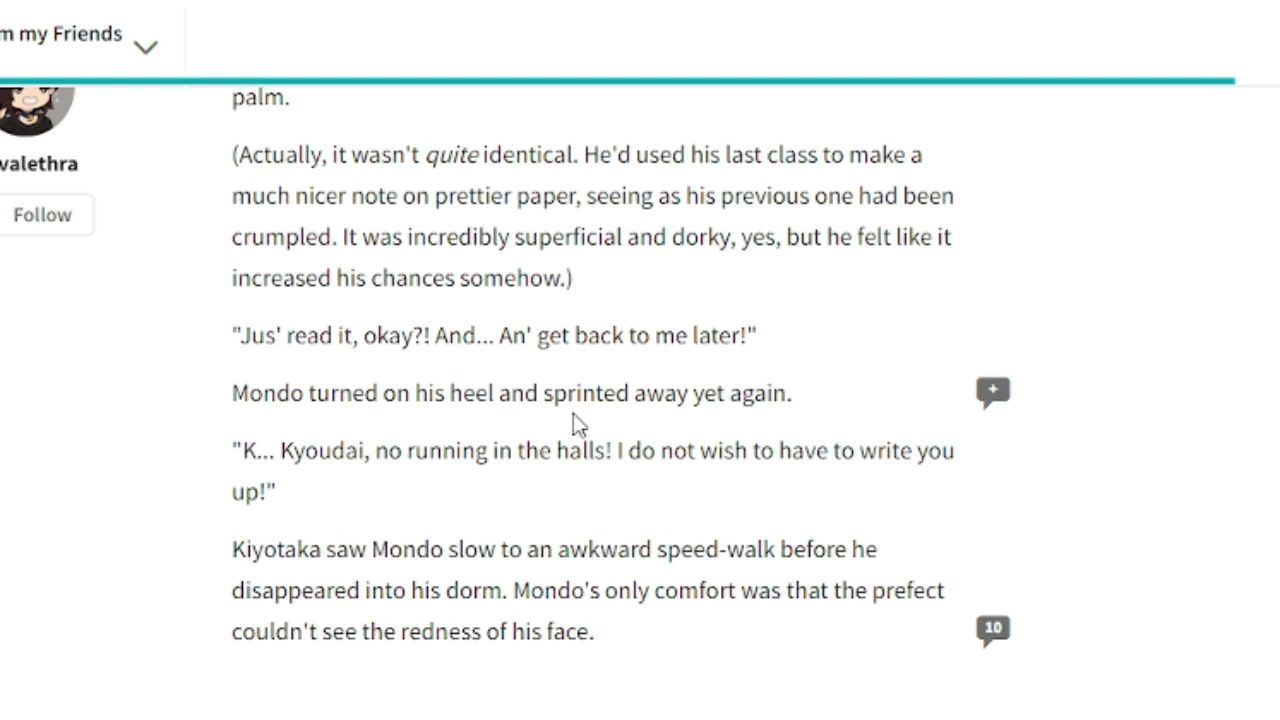 m my Friends
valethra
Follow
palm.
(Actually, it wasn't quite identical. He'd used his last class to make a
much nicer note on prettier paper, seeing as his previous one had been
crumpled. It was incredibly superficial and dorky, yes, but he felt like it
increased his chances somehow.)
"Jus' read it, okay?! And... An' get back to me later!"
Mondo turned on his heel and sprinted away yet again.
+
"K... Kyoudai, no running in the halls! I do not wish to have to write you
up!"
Kiyotaka saw Mondo slow to an awkward speed-walk before he
disappeared into his dorm. Mondo's only comfort was that the prefect
couldn't see the redness of his face.
10